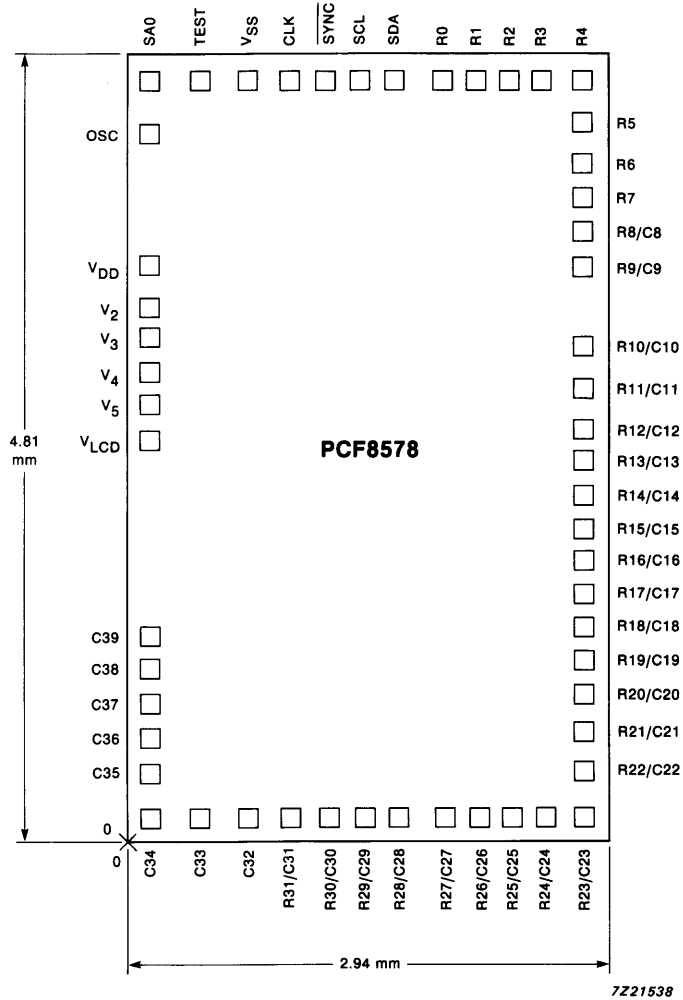 SA0
TEST
VSS
CLK
SYNC
SCL
SDA
R0
R1
R2
R3
R4
OSC
VDD
V2
V3
V4
V5
VLCD
C39
C38
C37
C36
C35
R5
R6
R7
R8/C8
R9/C9
R10/C10
R11/C11
R12/C12
R13/C13
R14/C14
R15/C15
R16/C16
R17/C17
R18/C18
R19/C19
R20/C20
R21/C21
R22/C22
PCF8578
4.81
mm
0
0
C34
C33
C32
R31/C31
R30/C30
R29/C29
R28/C28
R27/C27
R26/C26
R25/C25
R24/C24
R23/C23
2.94 mm
7Z21538